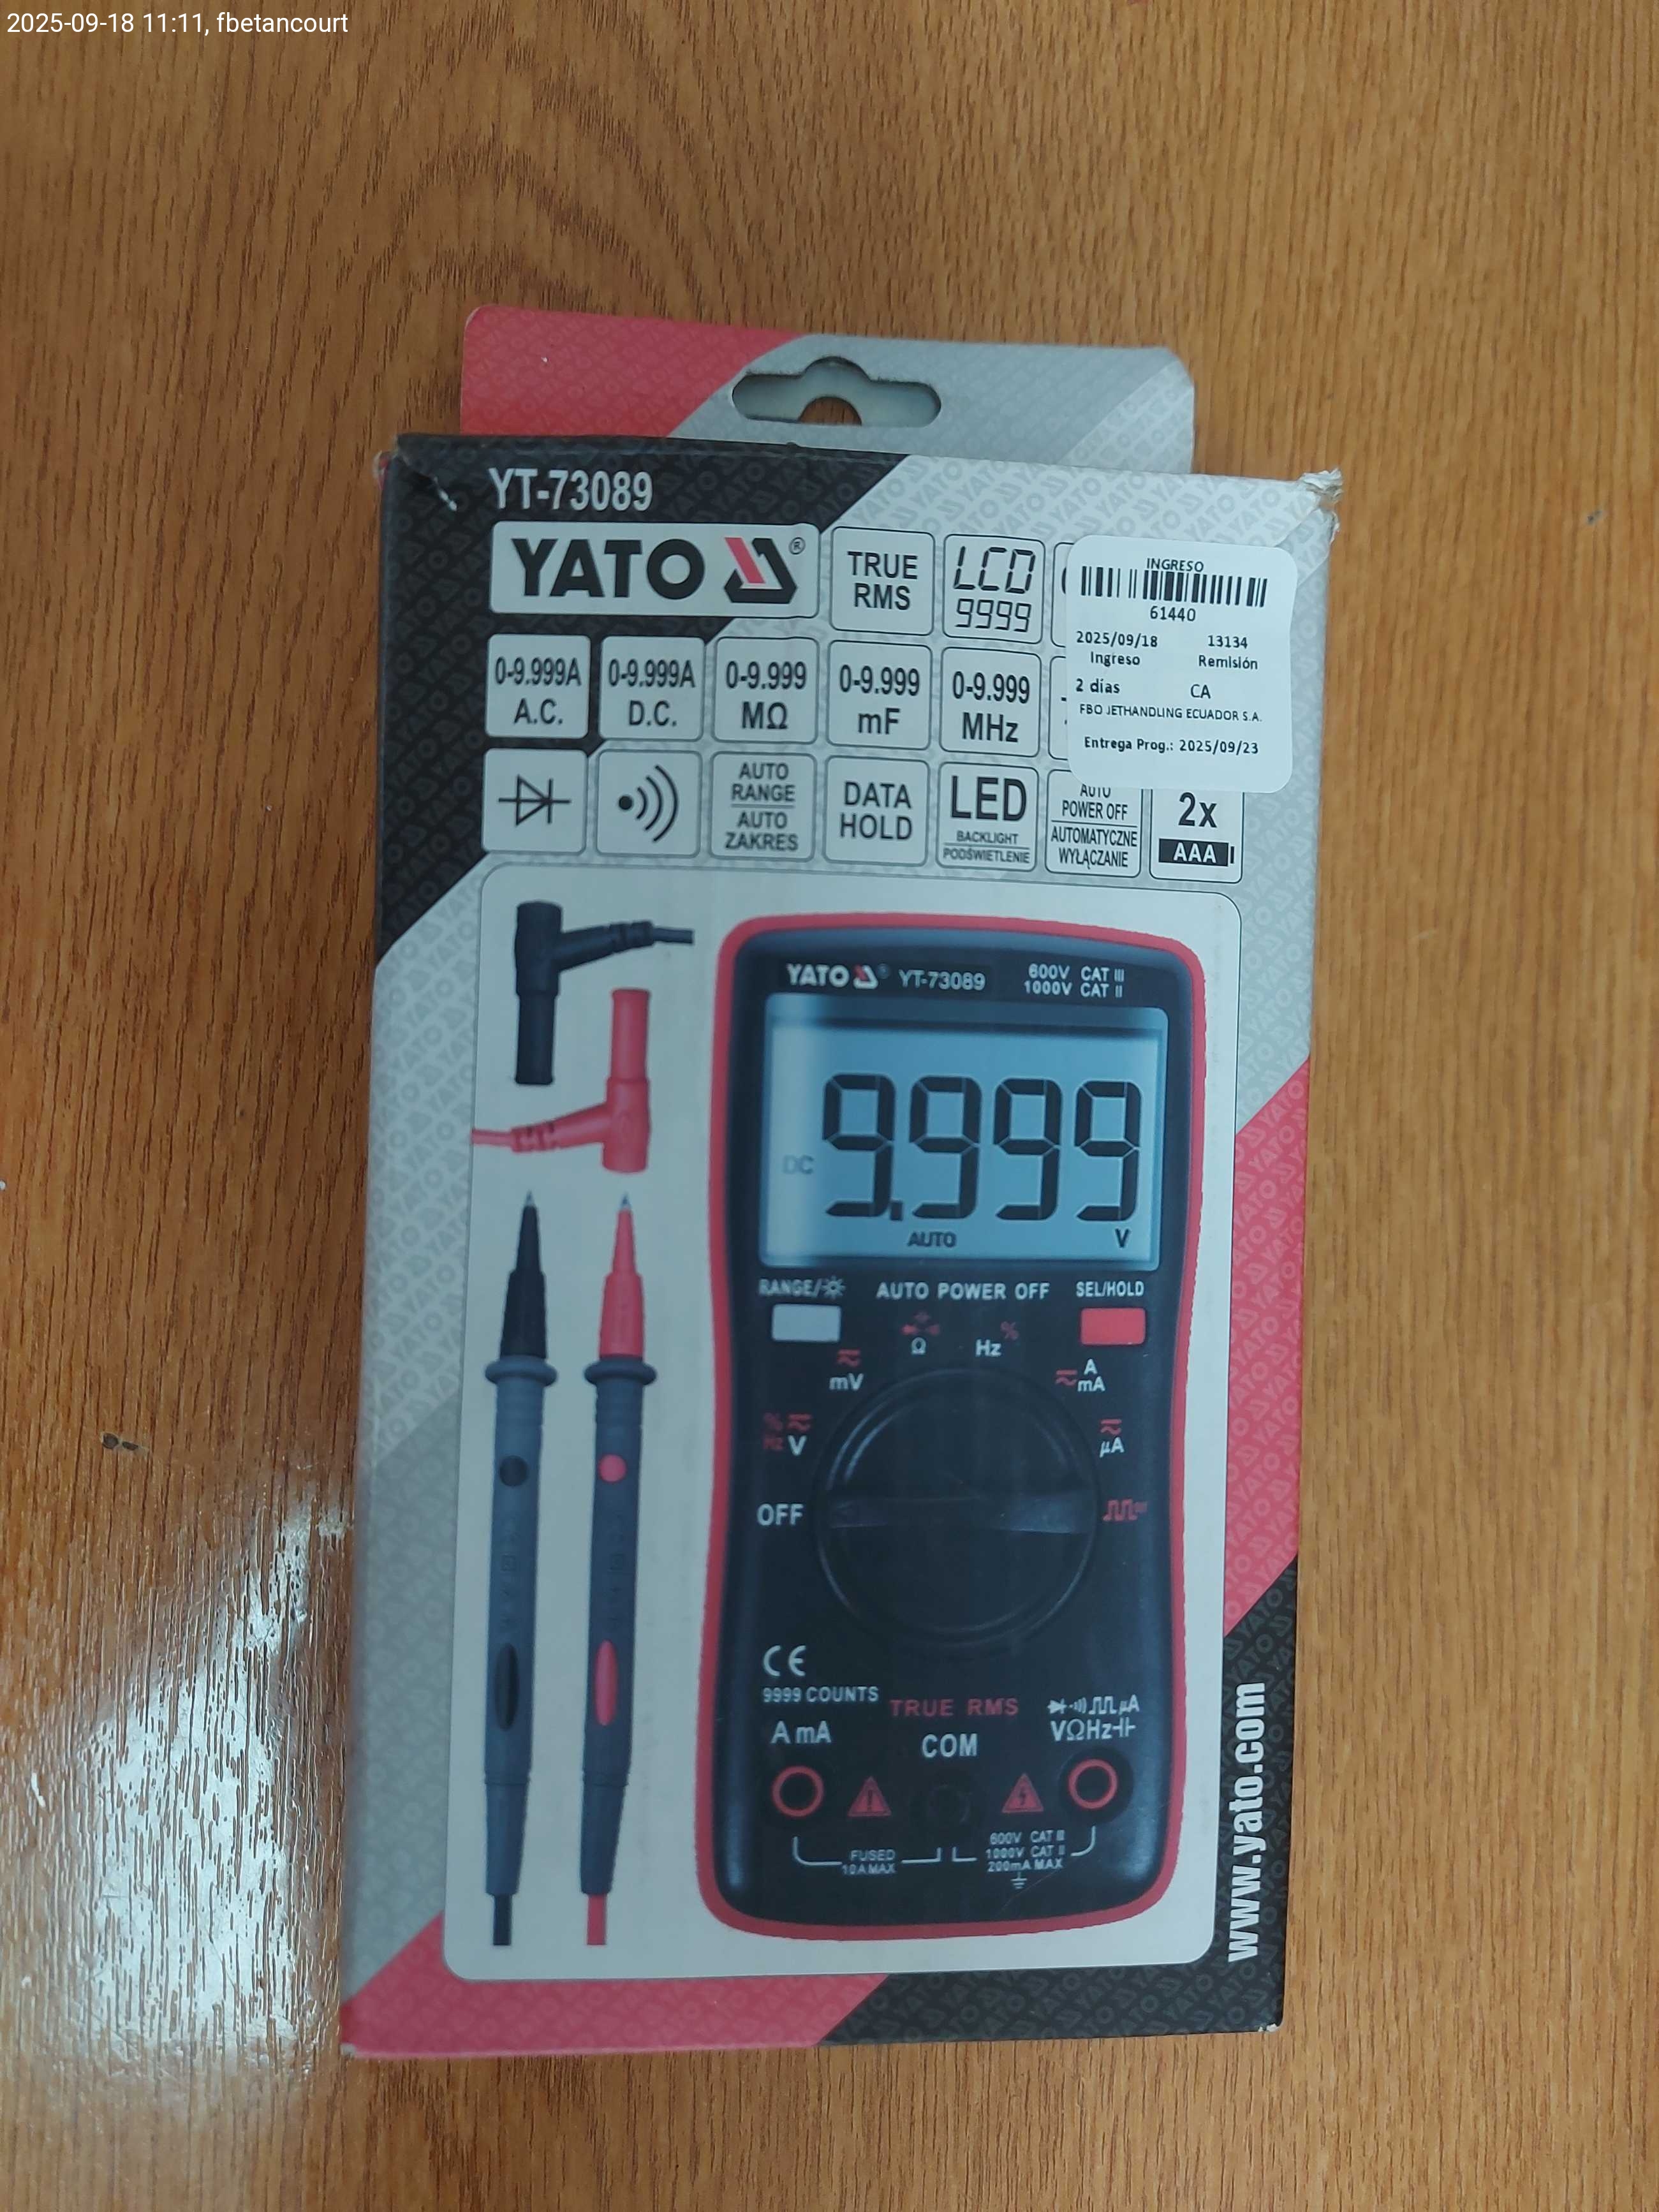 2025-09-18 11:11, fbetancourt
YT-73089
YATO ®
TRUE
RMS
LCD
9999
INGRESO
61440
2025/09/18 13134
Ingreso Remisión
2 días CA
FBO JETHANDLING ECUADOR S.A.
Entrega Prog.: 2025/09/23
0-9.999A
A.C.
0-9.999A
D.C.
0-9.999
MΩ
0-9.999
mF
0-9.999
MHz
AUTO
RANGE
AUTO
ZAKRES
DATA
HOLD
LED
BACKLIGHT
PODŚWIETLENIE
AUTO
POWER OFF
AUTOMATYCZNE
WYŁĄCZANIE
2x
AAA
YATO ® YT-73089
600V CAT III
1000V CAT II
9.999
DC
AUTO V
RANGE/ AUTO POWER OFF SEL/HOLD
Ω Hz %
mV
A
mA
% Hz V
µA
OFF
CE
9999 COUNTS
TRUE RMS
µA
A mA
COM
VΩHz
FUSED
10A MAX
600V CAT III
1000V CAT II
200mA MAX
www.yato.com